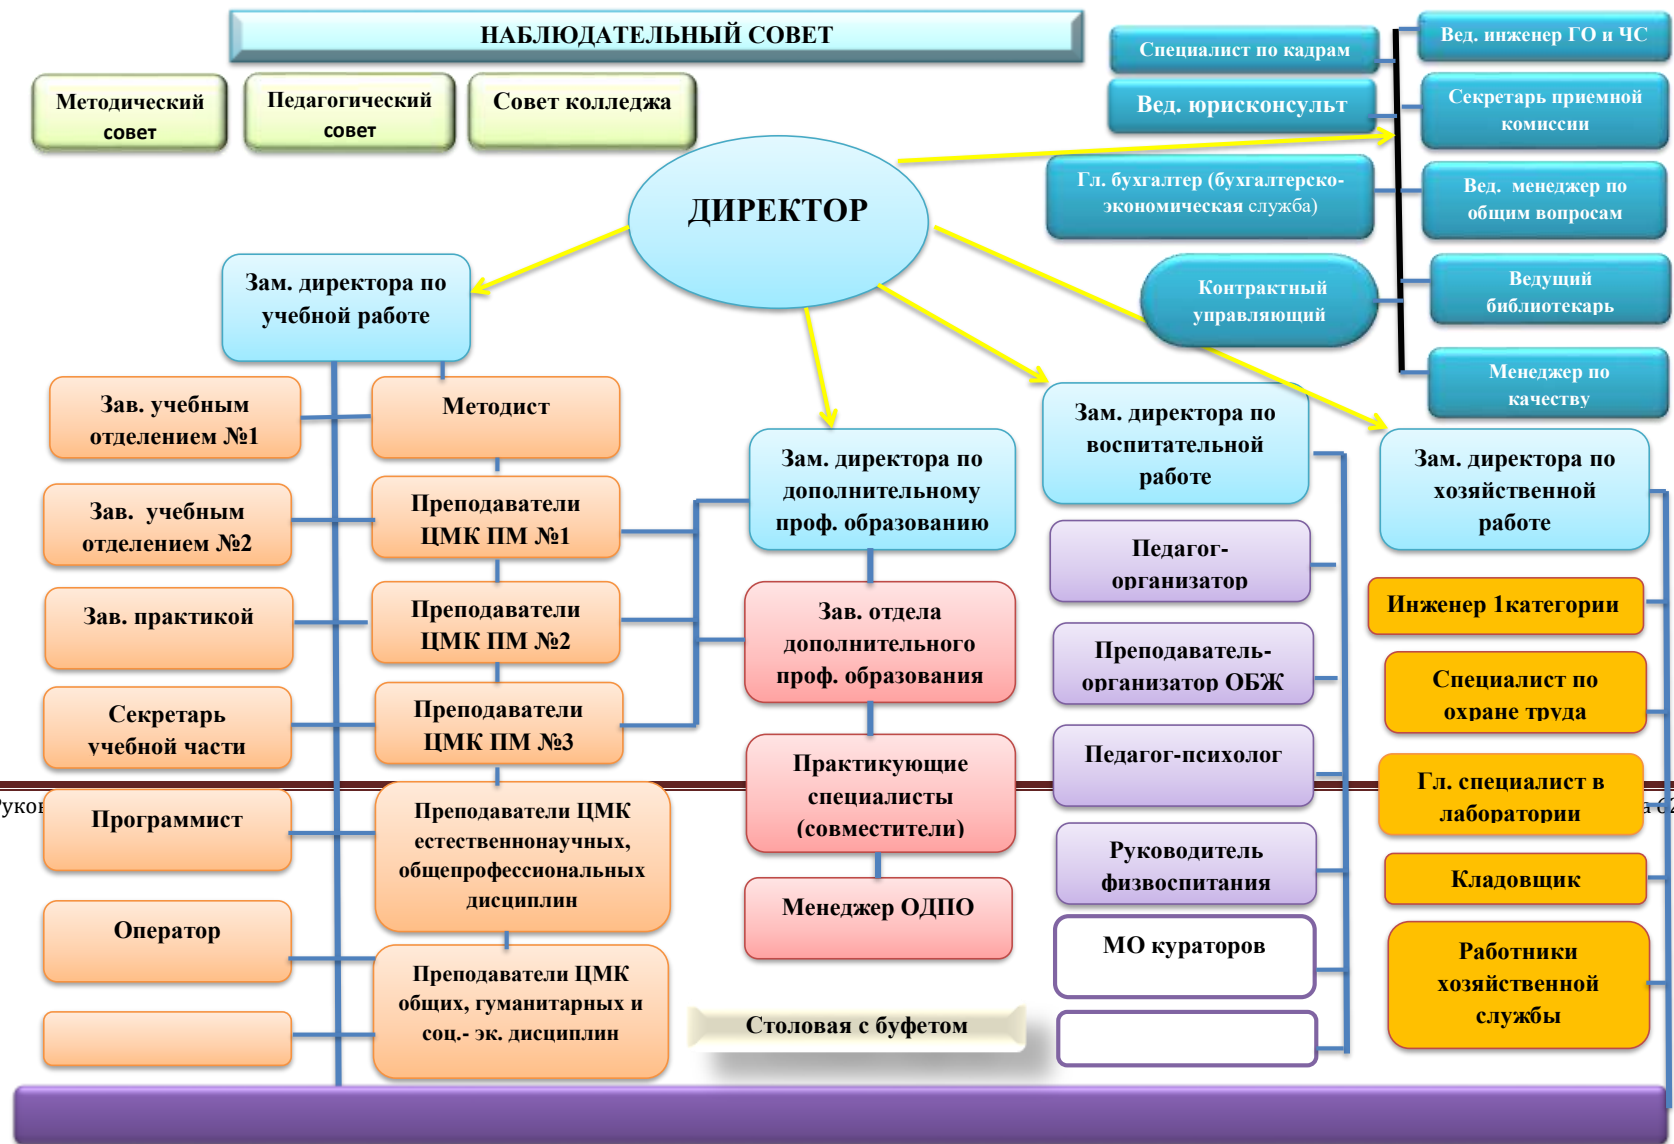 НАБЛЮДАТЕЛЬНЫЙ СОВЕТ
Методический
совет
Педагогический
совет
Совет колледжа
ДИРЕКТОР
Специалист по кадрам
Вед. юрисконсульт
Гл. бухгалтер (бухгалтерско-
экономическая служба)
Контрактный
управляющий
Вед. инженер ГО и ЧС
Секретарь приемной
комиссии
Вед. менеджер по
общим вопросам
Ведущий
библиотекарь
Менеджер по
качеству
Зам. директора по
учебной работе
Зав. учебным
отделением №1
Зав. учебным
отделением №2
Зав. практикой
Секретарь
учебной части
Программист
Оператор
Методист
Преподаватели
ЦМК ПМ №1
Преподаватели
ЦМК ПМ №2
Преподаватели
ЦМК ПМ №3
Преподаватели ЦМК
естественнонаучных,
общепрофессиональных
дисциплин
Преподаватели ЦМК
общих, гуманитарных и
соц.- эк. дисциплин
Зам. директора по
дополнительному
проф. образованию
Зав. отдела
дополнительного
проф. образования
Практикующие
специалисты
(совместители)
Менеджер ОДПО
Столовая с буфетом
Зам. директора по
воспитательной
работе
Педагог-
организатор
Преподаватель-
организатор ОБЖ
Педагог-психолог
Руководитель
физвоспитания
МО кураторов
Зам. директора по
хозяйственной
работе
Инженер 1категории
Специалист по
охране труда
Гл. специалист в
лаборатории
Кладовщик
Работники
хозяйственной
службы